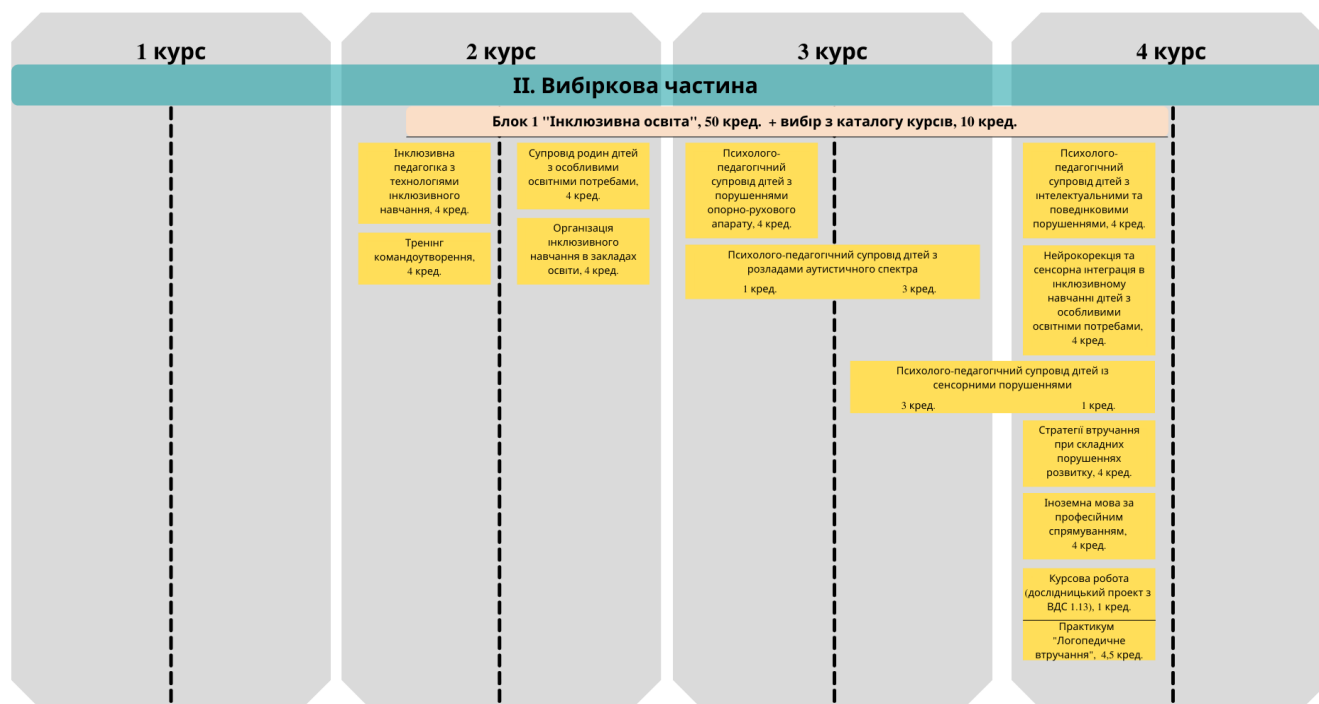 1 курс
2 курс
3 курс
4 курс
II. Вибіркова частина
Блок 1 "Інклюзивна освіта", 50 кред. + вибір з каталогу курсів, 10 кред.
Інклюзивна
педагогіка з
технологіями
інклюзивного
навчання, 4 кред.
Тренінг
командоутворення,
4 кред.
Супровід родин дітей
з особливими
освітніми потребами,
4 кред.
Організація
інклюзивного
навчання в закладах
освіти, 4 кред.
Психолого-
педагогічний
супровід дітей з
порушеннями
опорно-рухового
апарату, 4 кред.
Психолого-педагогічний супровід дітей з
розладами аутистичного спектра
1 кред. 3 кред.
Психолого-педагогічний супровід дітей із
сенсорними порушеннями
3 кред. 1 кред.
Психолого-
педагогічний
супровід дітей з
інтелектуальними та
поведінковими
порушеннями, 4 кред.
Нейрокорекція та
сенсорна інтеграція в
інклюзивному
навчанні дітей з
особливими
освітніми потребами,
4 кред.
Стратегії втручання
при складних
порушеннях
розвитку, 4 кред.
Іноземна мова за
професійним
спрямуванням,
4 кред.
Курсова робота
(дослідницький проект з
ВДС 1.13), 1 кред.
Практикум
"Логопедичне
втручання", 4,5 кред.